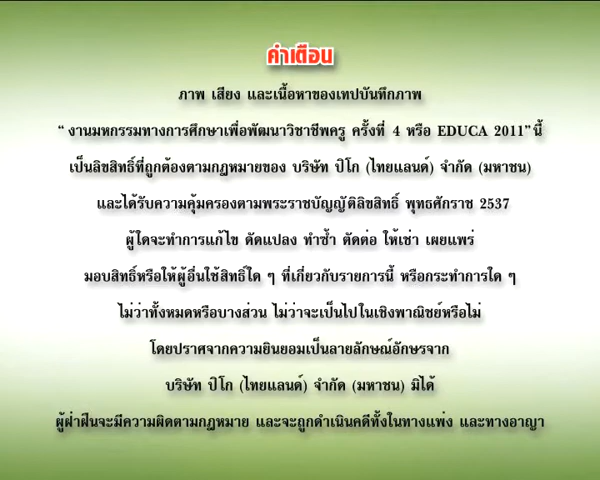 คำเตือน
ภาพ เสียง และเนื้อหาของเทปบันทึกภาพ
“ งานมหกรรมทางการศึกษาเพื่อพัฒนาวิชาชีพครู ครั้งที่ 4 หรือ EDUCA 2011” นี้
เป็นลิขสิทธิ์ที่ถูกต้องตามกฎหมายของ บริษัท ปิโก (ไทยแลนด์) จำกัด (มหาชน)
และได้รับความคุ้มครองตามพระราชบัญญัติลิขสิทธิ์ พุทธศักราช 2537
ผู้ใดจะทำการแก้ไข ดัดแปลง ทำซ้ำ ตัดต่อ ให้เช่า เผยแพร่
มอบสิทธิ์หรือให้ผู้อื่นใช้สิทธิ์ใด ๆ ที่เกี่ยวกับรายการนี้ หรือกระทำการใด ๆ
ไม่ว่าทั้งหมดหรือบางส่วน ไม่ว่าจะเป็นไปในเชิงพาณิชย์หรือไม่
โดยปราศจากความยินยอมเป็นลายลักษณ์อักษรจาก
บริษัท ปิโก (ไทยแลนด์) จำกัด (มหาชน) มิได้
ผู้ฝ่าฝืนจะมีความผิดตามกฎหมาย และจะถูกดำเนินคดีทั้งในทางแพ่ง และทางอาญา